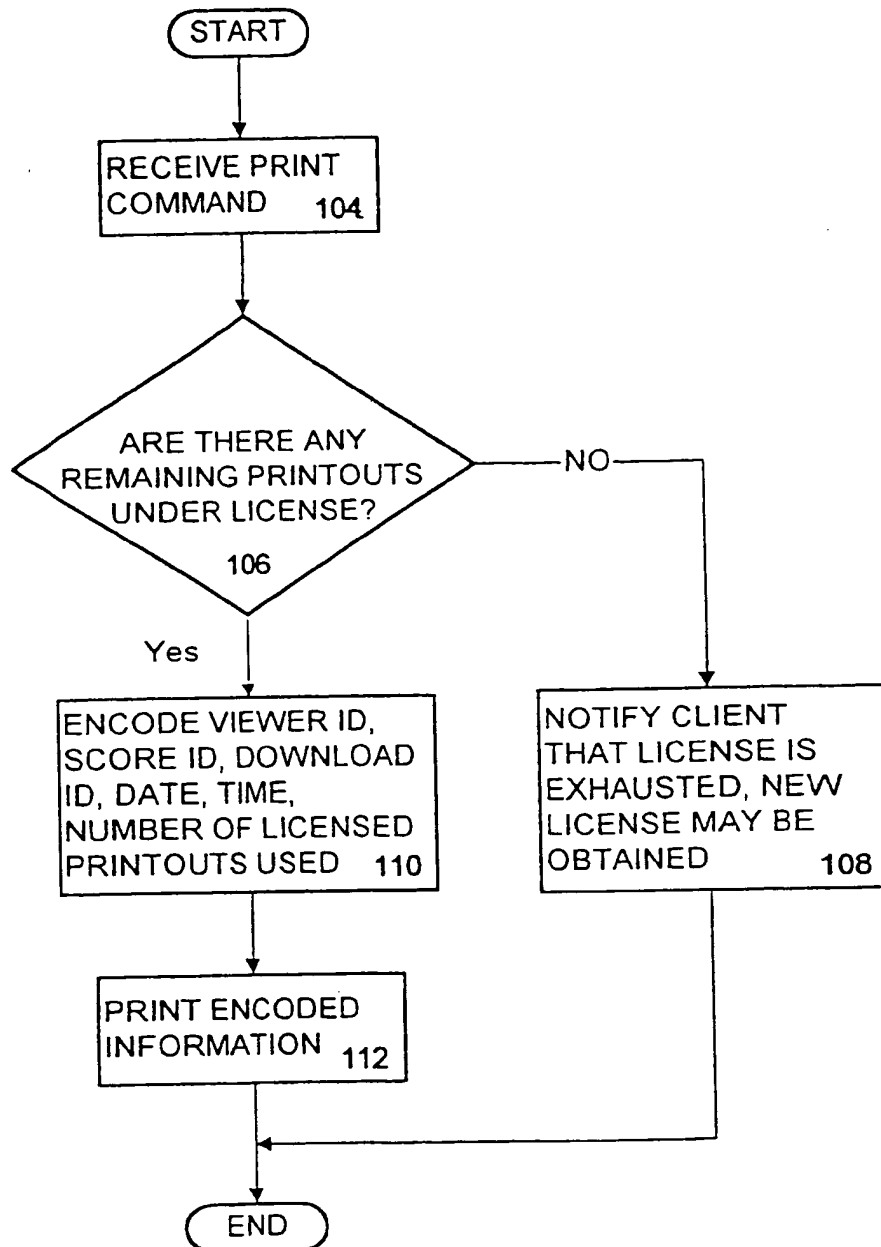 START
RECEIVE PRINT
COMMAND 104
ARE THERE ANY
REMAINING PRINTOUTS
UNDER LICENSE?
106
NO
Yes
ENCODE VIEWER ID,
SCORE ID, DOWNLOAD
ID, DATE, TIME,
NUMBER OF LICENSED
PRINTOUTS USED 110
NOTIFY CLIENT
THAT LICENSE IS
EXHAUSTED, NEW
LICENSE MAY BE
OBTAINED 108
PRINT ENCODED
INFORMATION 112
END